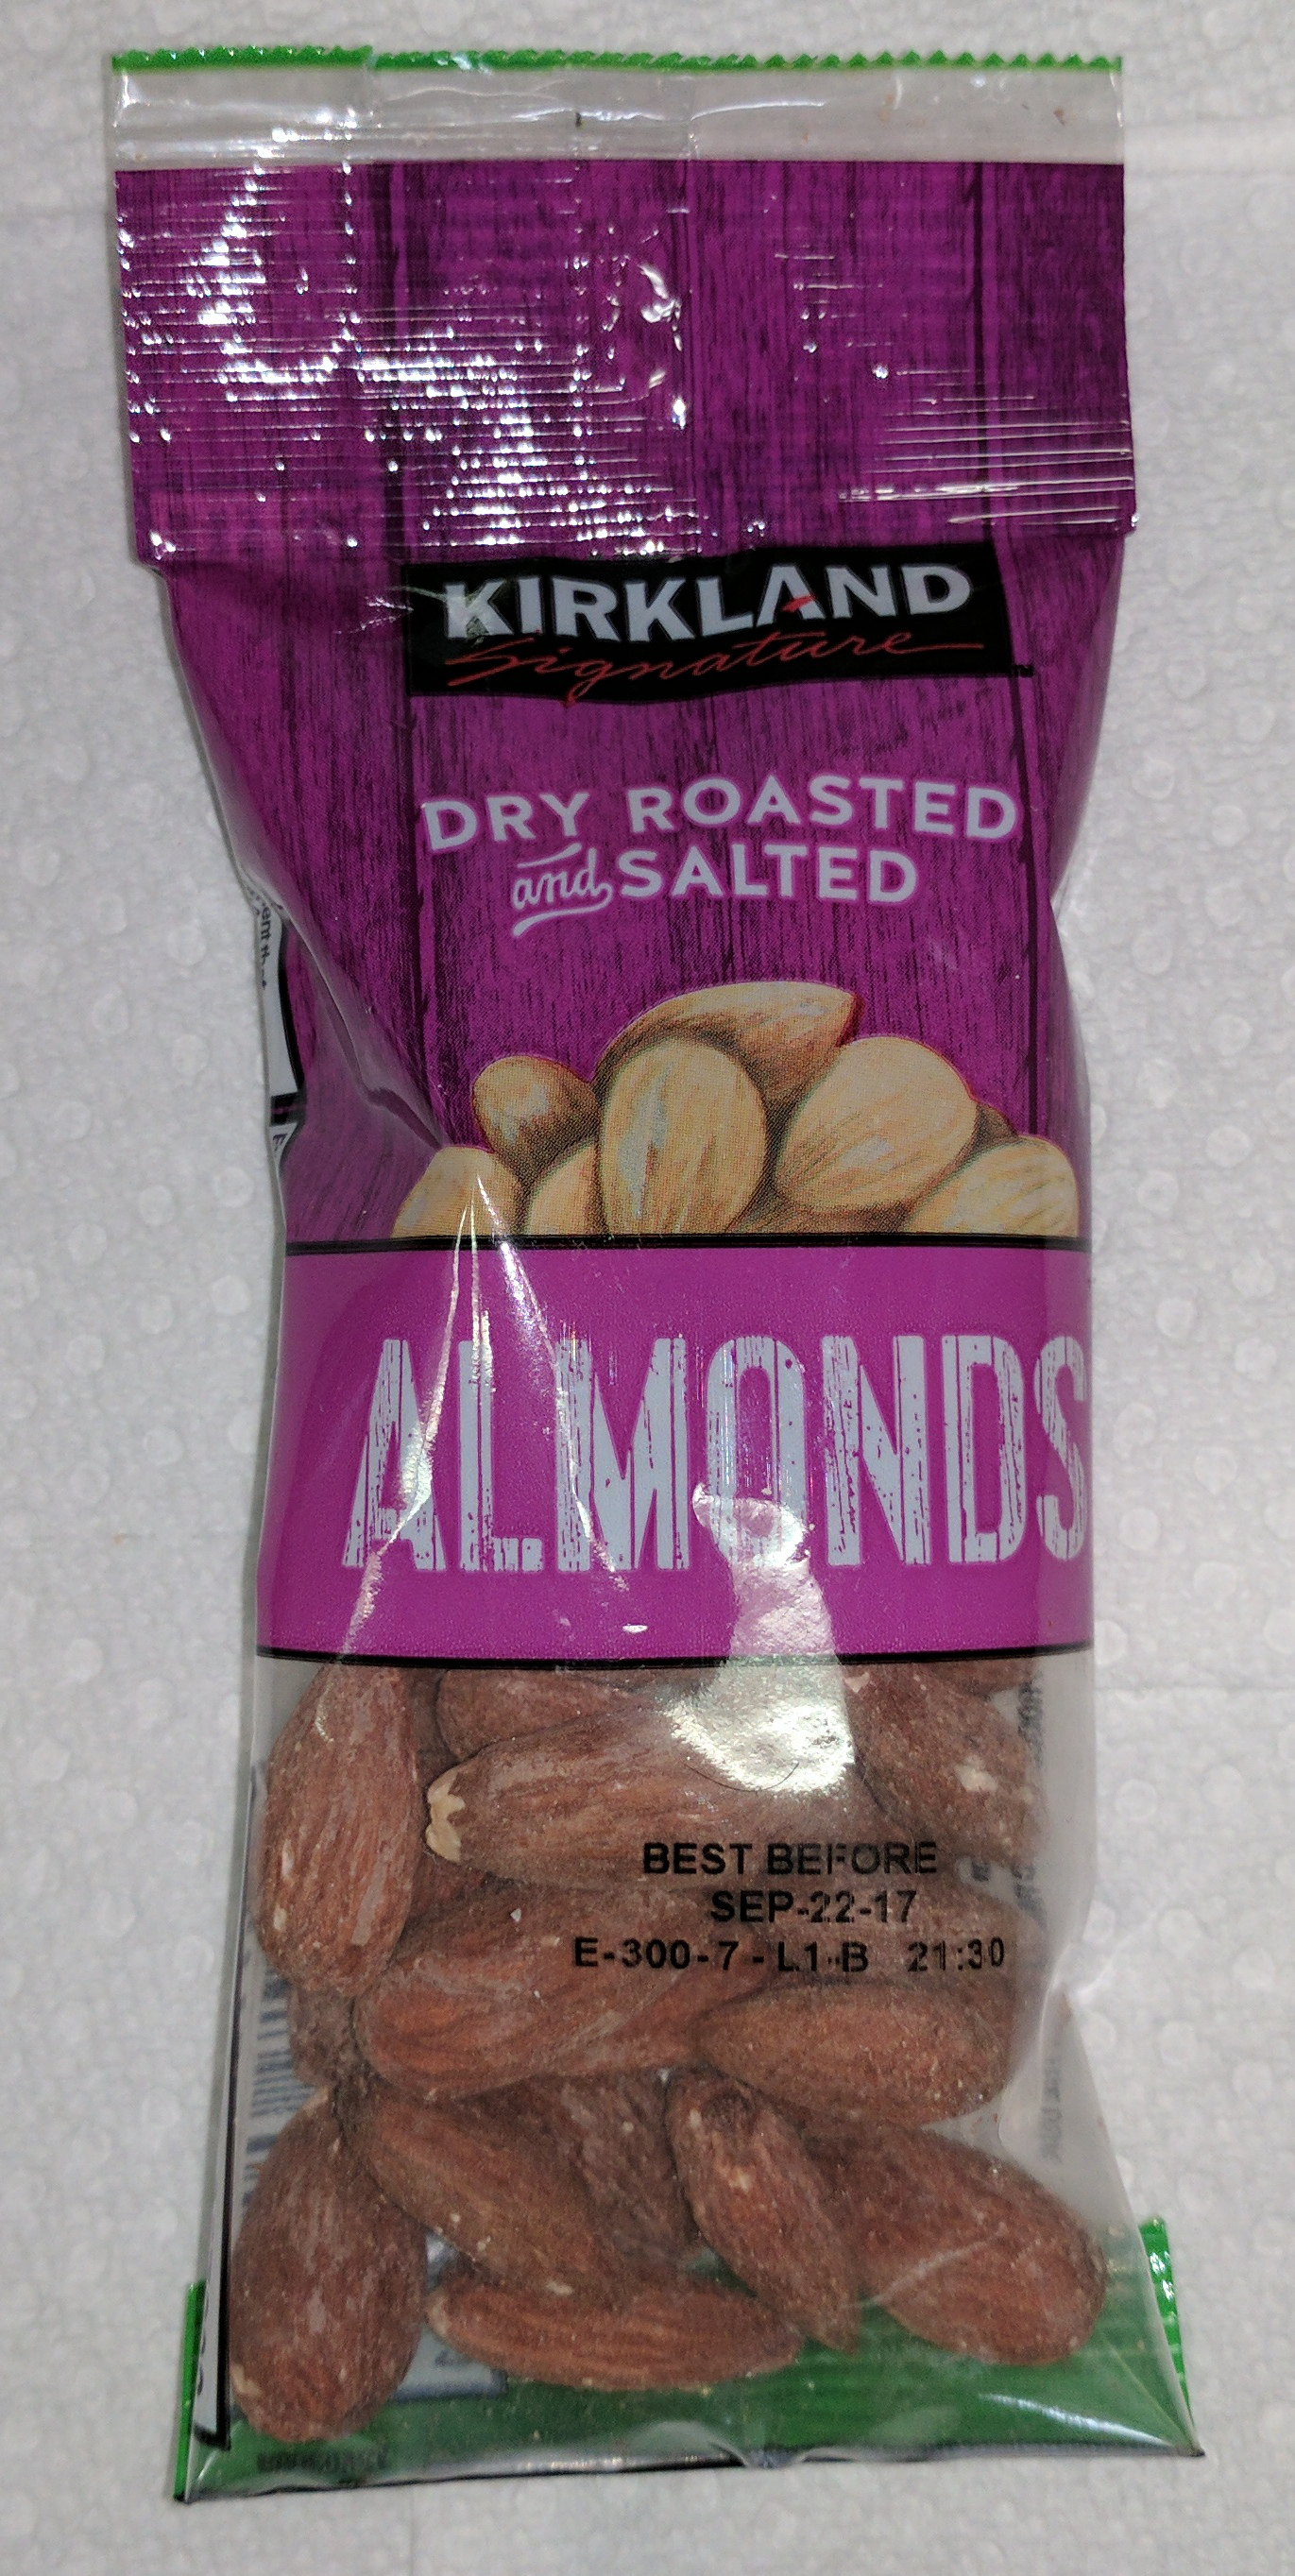 KIRKLAND
Signature
DRY ROASTED
and SALTED
ALMONDS
BEST BEFORE
SEP-22-17
E-300-7-L1-B 21:30